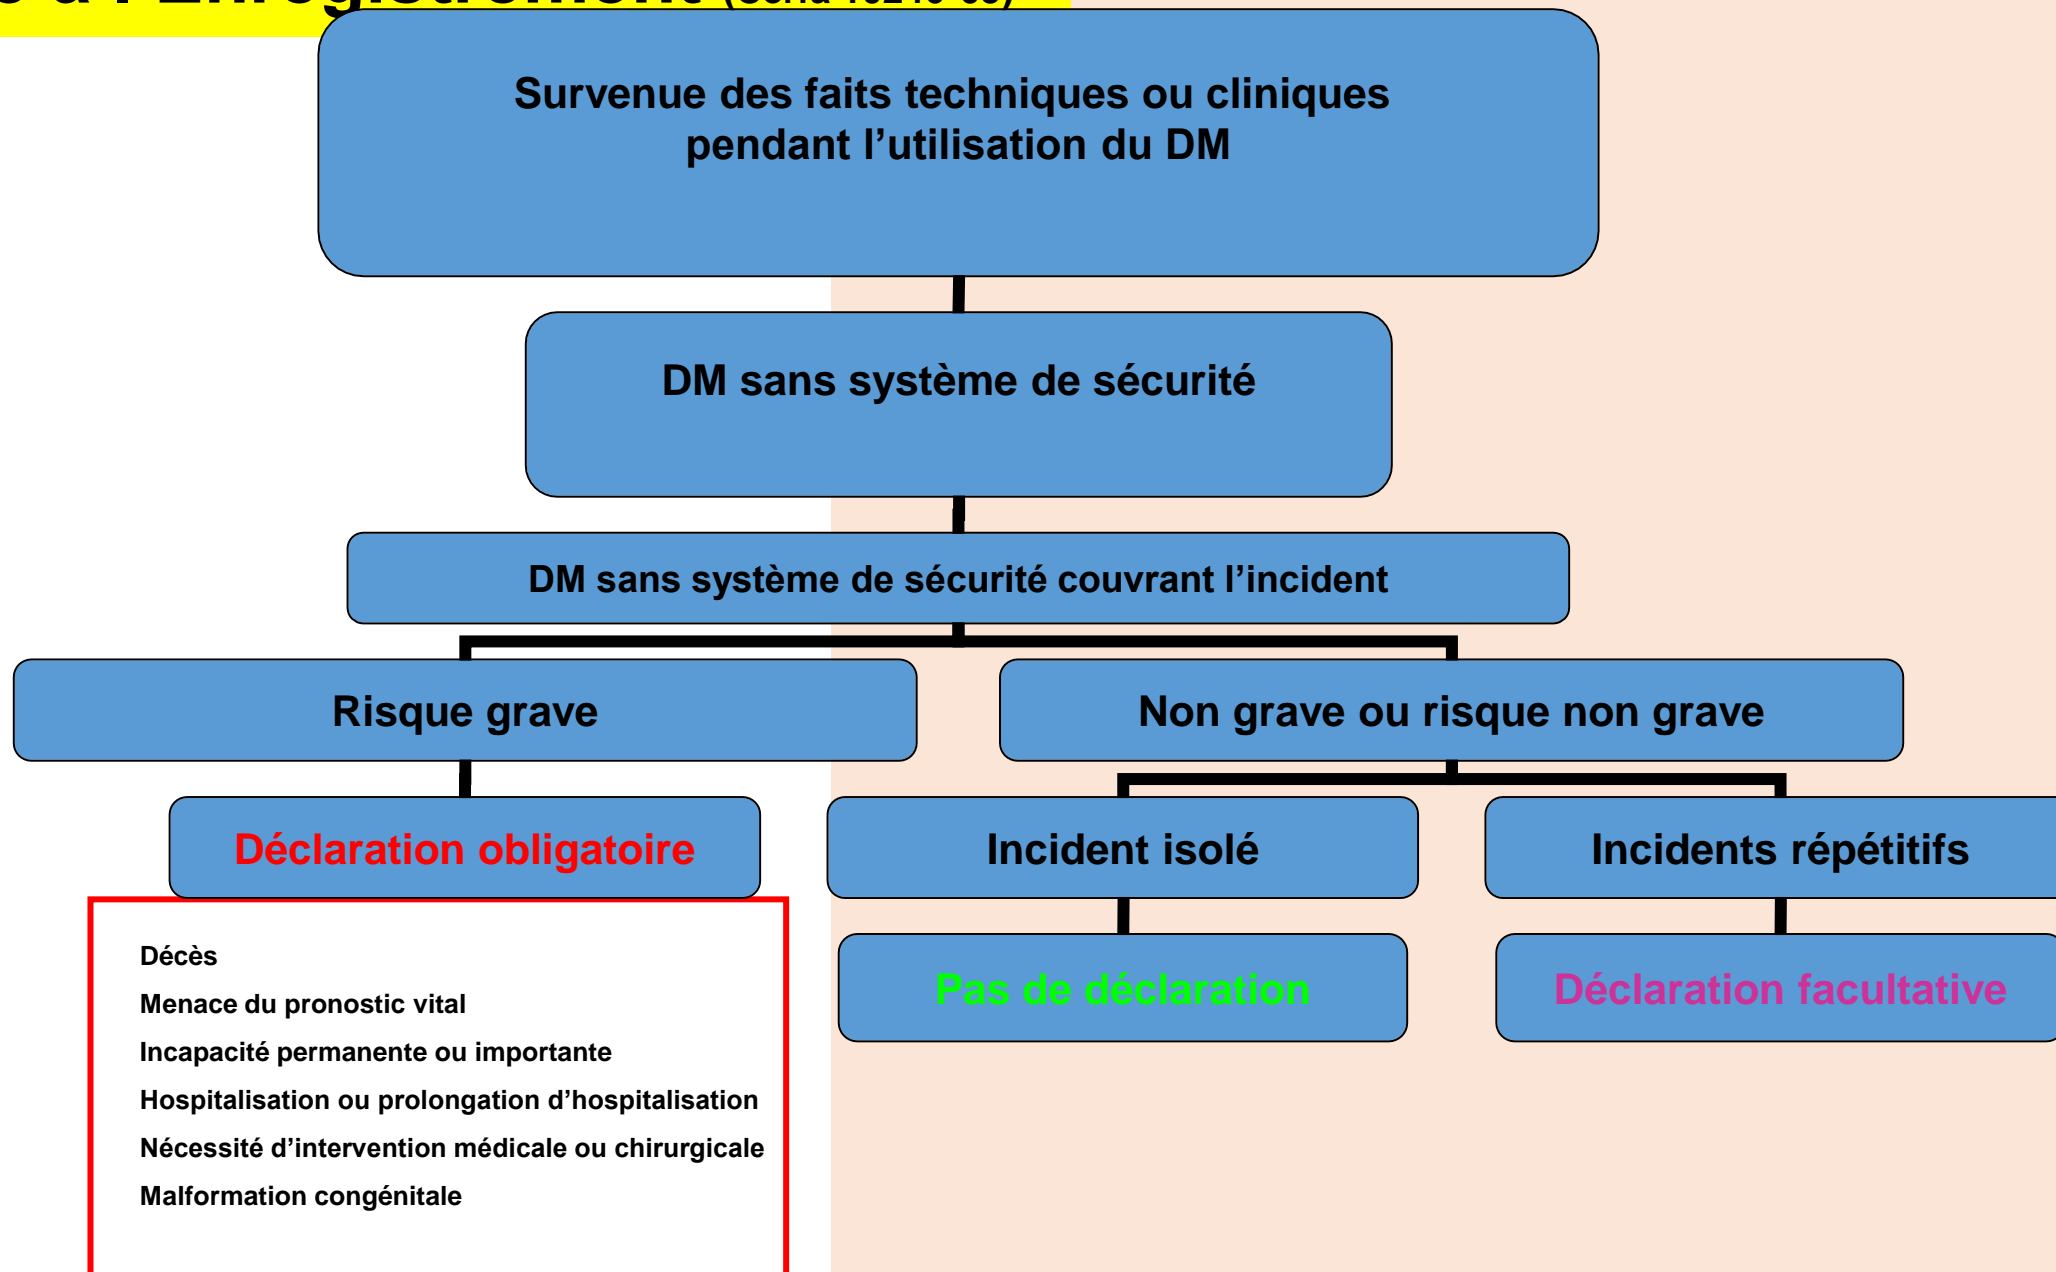 à l'Enregistrement
Survenue des faits techniques ou cliniques
pendant l'utilisation du DM
DM sans système de sécurité
DM sans système de sécurité couvrant l'incident
Risque grave
Non grave ou risque non grave
Déclaration obligatoire
Incident isolé
Incidents répétitifs
Pas de déclaration
Déclaration facultative
Décès
Menace du pronostic vital
Incapacité permanente ou importante
Hospitalisation ou prolongation d'hospitalisation
Nécessité d'intervention médicale ou chirurgicale
Malformation congénitale